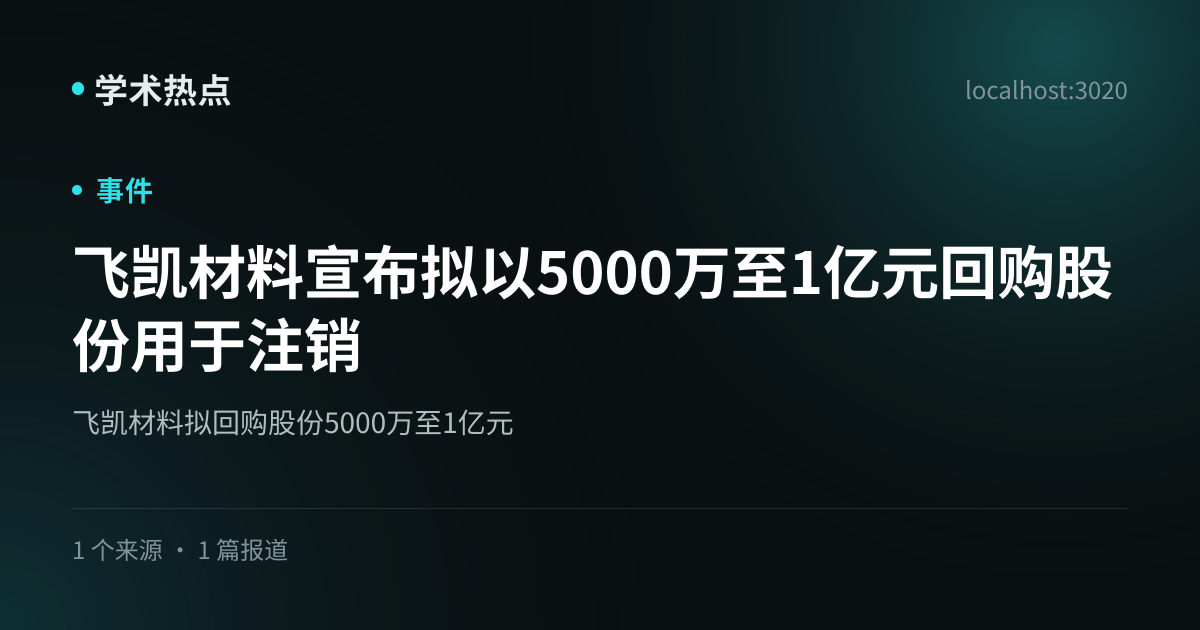 学术热点
localhost:3020
事件
飞凯材料宣布拟以5000万至1亿元回购股
份用于注销
飞凯材料拟回购股份5000万至1亿元
1 个来源 · 1 篇报道